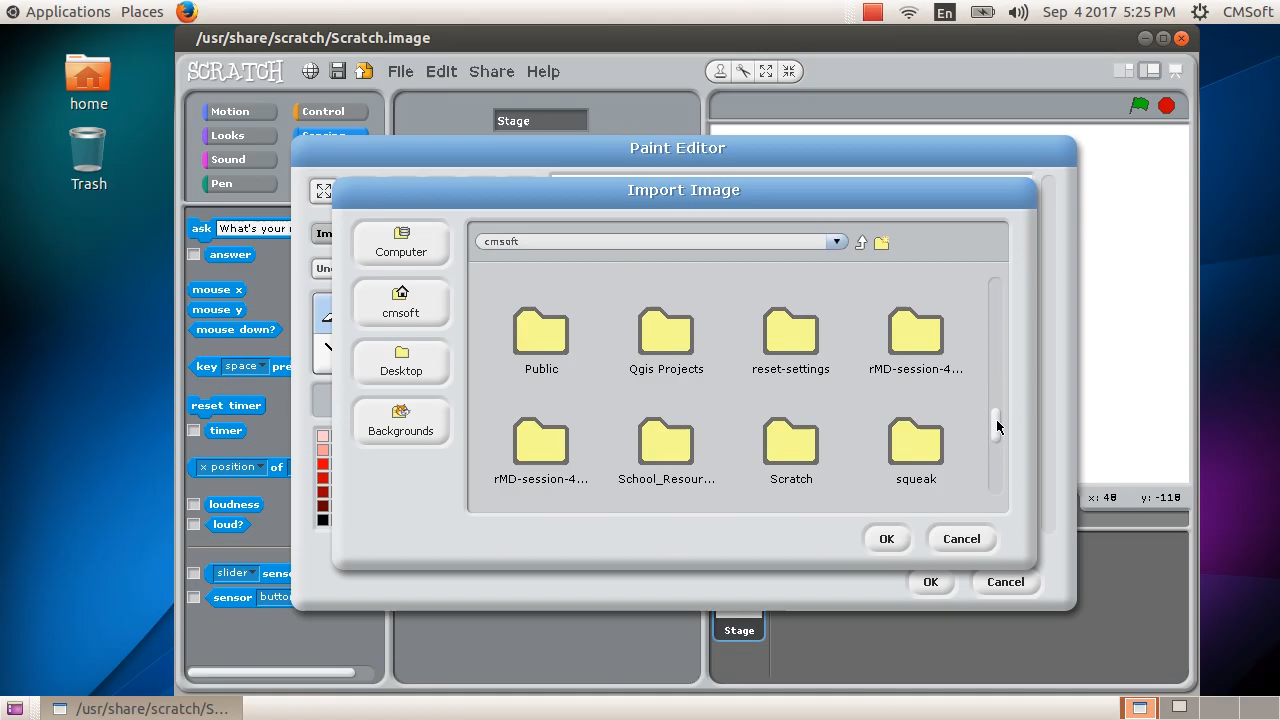 Applications Places En Sep 4 2017 5:25 PM CMSoft
/usr/share/scratch/Scratch.image
SCRATCH File Edit Share Help
home
Trash
Motion Control
Looks
Sound
Pen
Stage
Paint Editor
Import Image
ask What's your
answer
mouse x
mouse y
mouse down?
key space
reset timer
timer
x position of
loudness
loud?
slider
sensor
Computer
cmsoft
Desktop
Backgrounds
cmsoft
Public Qgis Projects reset-settings rMD-session-4...
rMD-session-4... School_Resour... Scratch squeak
OK Cancel
OK Cancel
x: 48 y: -118
Stage
/usr/share/scratch/S...